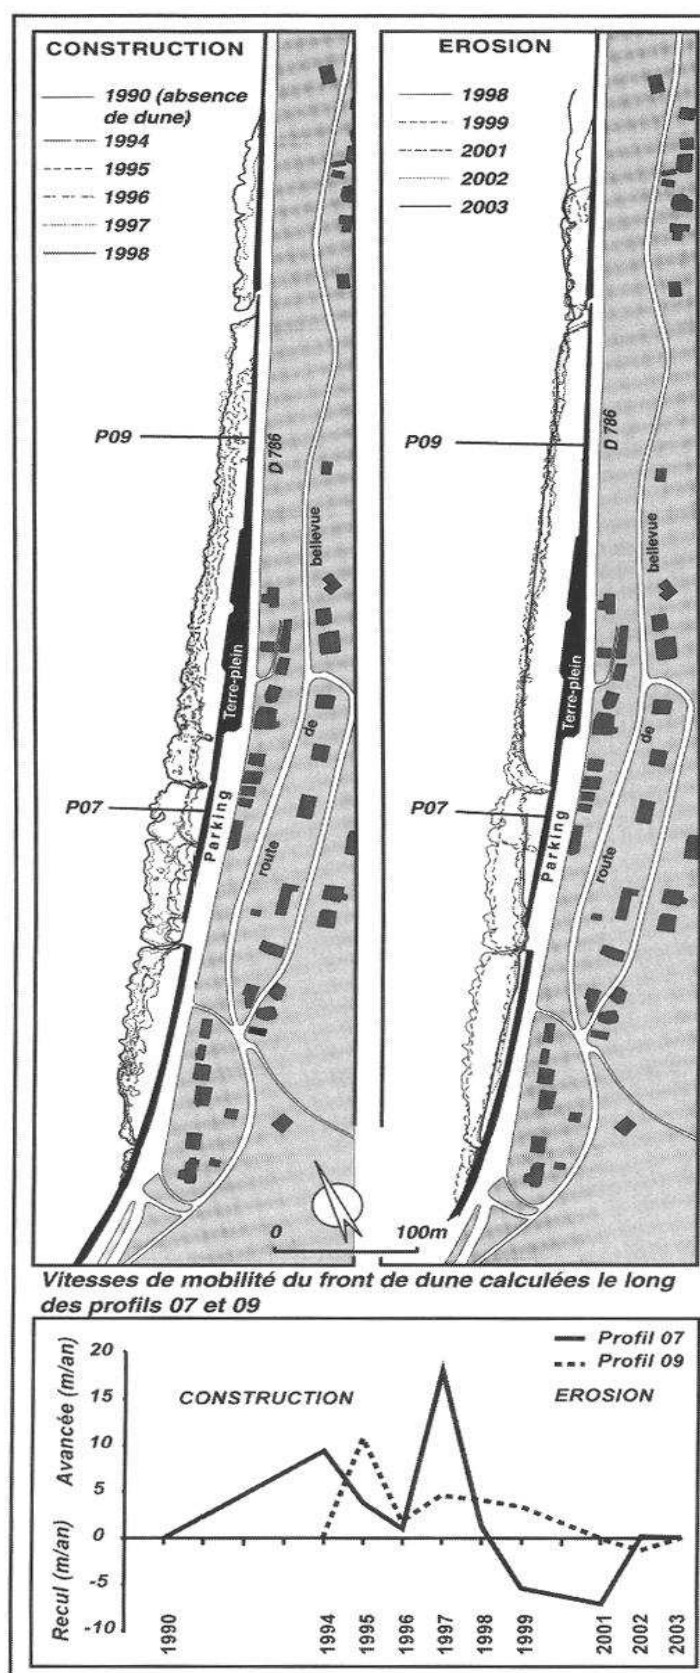 CONSTRUCTION
1990 (absence
de dune)
1994
1995
1996
1997
1998
P09
D 786
bellevue
Terre-plein
de
P07
Parking
route
0 100m
EROSION
1998
1999
2001
2002
2003
P09
D 786
bellevue
Terre-plein
de
P07
Parking
route
Vitesses de mobilité du front de dune calculées le long
des profils 07 et 09
Profil 07
Profil 09
CONSTRUCTION
EROSION
Avancée (m/an)
Recul (m/an)
20
15
10
5
0
-5
-10
1990
1994
1995
1996
1997
1998
1999
2001
2002
2003